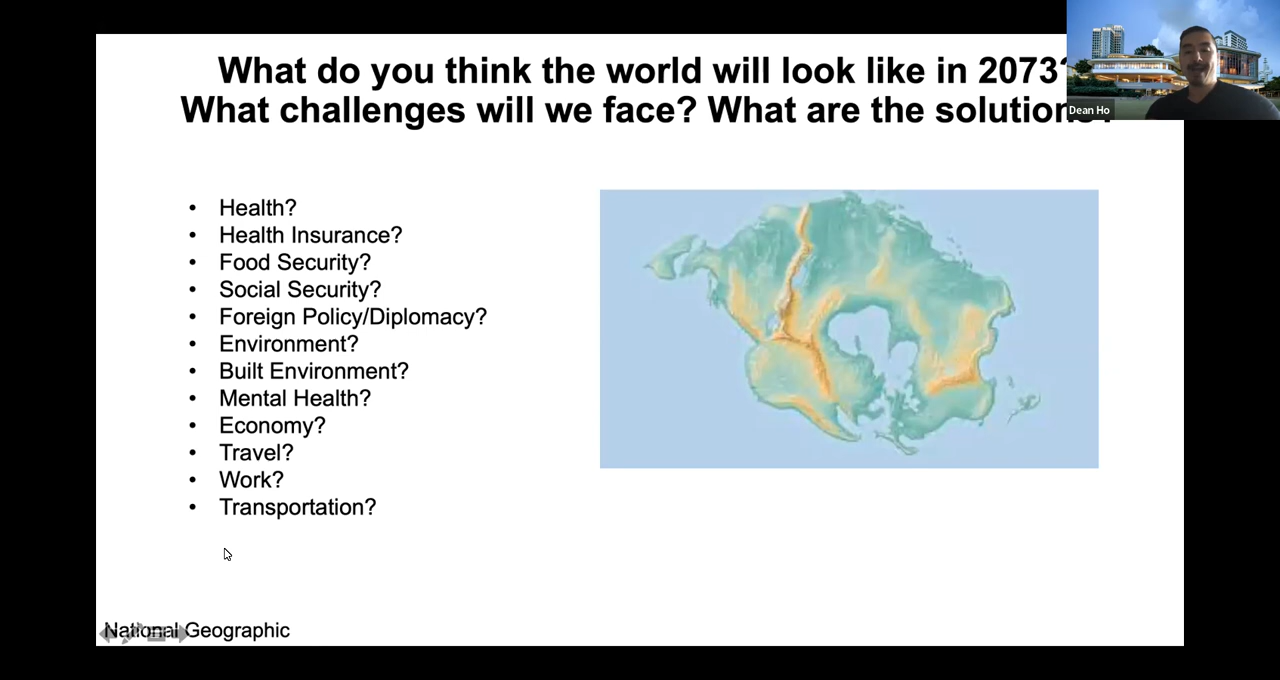 What do you think the world will look like in 2073?
What challenges will we face? What are the solutions?
Dean Ho
• Health?
• Health Insurance?
• Food Security?
• Social Security?
• Foreign Policy/Diplomacy?
• Environment?
• Built Environment?
• Mental Health?
• Economy?
• Travel?
• Work?
• Transportation?
National Geographic